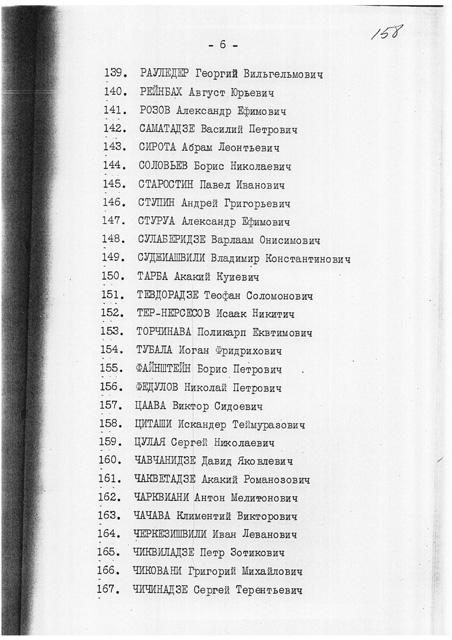 158
- 6 -
139. РАУЛЕДЕР Георгий Вильгельмович
140. РЕЙНБАХ Август Юрьевич
141. РОЗОВ Александр Ефимович
142. САМАТАДЗЕ Василий Петрович
143. СИРОТА Абрам Леонтьевич
144. СОЛОВЬЕВ Борис Николаевич
145. СТАРОСТИН Павел Иванович
146. СТУПИН Андрей Григорьевич
147. СТУРУА Александр Ефимович
148. СУЛАБЕРИДЗЕ Варлаам Онисимович
149. СУДЖИАШВИЛИ Владимир Константинович
150. ТАРБА Акакий Куиевич
151. ТЕВДОРАДЗЕ Теофан Соломонович
152. ТЕР-НЕРСЕСОВ Исаак Никитич
153. ТОРЧИНАВА Поликарп Еквтимович
154. ТУБАЛА Иоган Фридрихович
155. ФАЙНШТЕЙН Борис Петрович
156. ФЕДУЛОВ Николай Петрович
157. ЦААВА Виктор Сидоевич
158. ЦИТАШИ Искандер Теймуразович
159. ЦУЛАЯ Сергей Николаевич
160. ЧАВЧАНИДЗЕ Давид Яковлевич
161. ЧАКВЕТАДЗЕ Акакий Романозович
162. ЧАРКВИАНИ Антон Мелитонович
163. ЧАЧАВА Климентий Викторович
164. ЧЕРКЕЗИШВИЛИ Иван Леванович
165. ЧИКВИЛАДЗЕ Петр Зотикович
166. ЧИКОВАНИ Григорий Михайлович
167. ЧИЧИНАДЗЕ Сергей Терентьевич